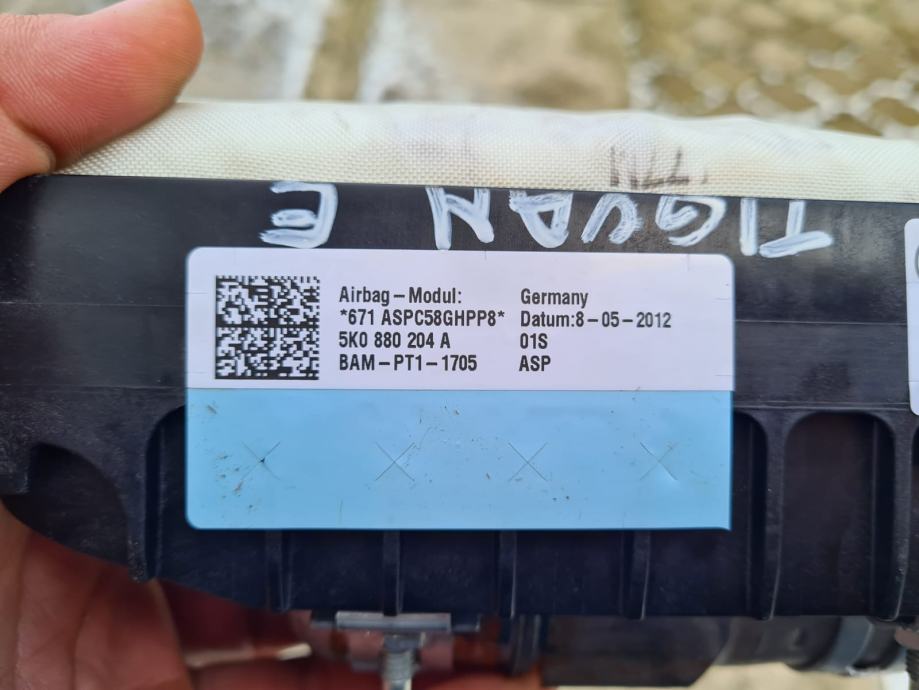 TIGUAN E
Airbag – Modul:
*671 ASPC58GHPP8*
5K0 880 204 A
BAM – PT1 – 1705
Germany
Datum:8 – 05 – 2012
01S
ASP